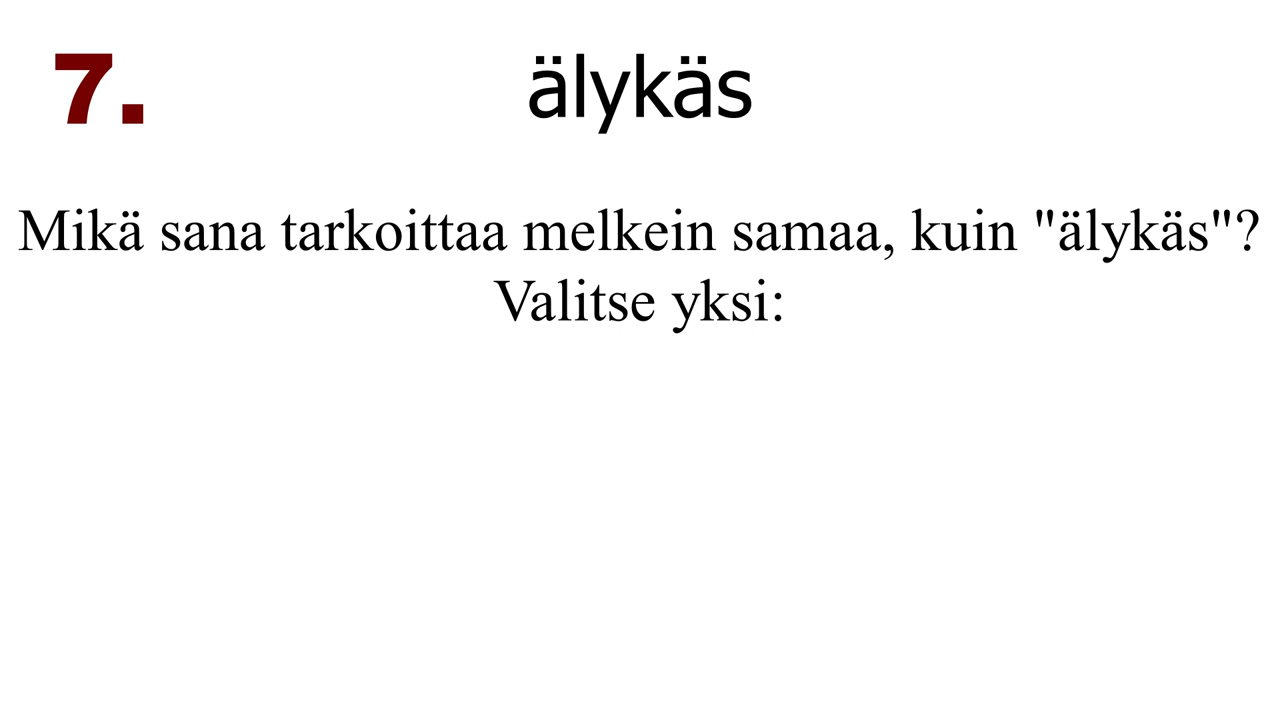 7.
älykäs
Mikä sana tarkoittaa melkein samaa, kuin "älykäs"?
Valitse yksi: